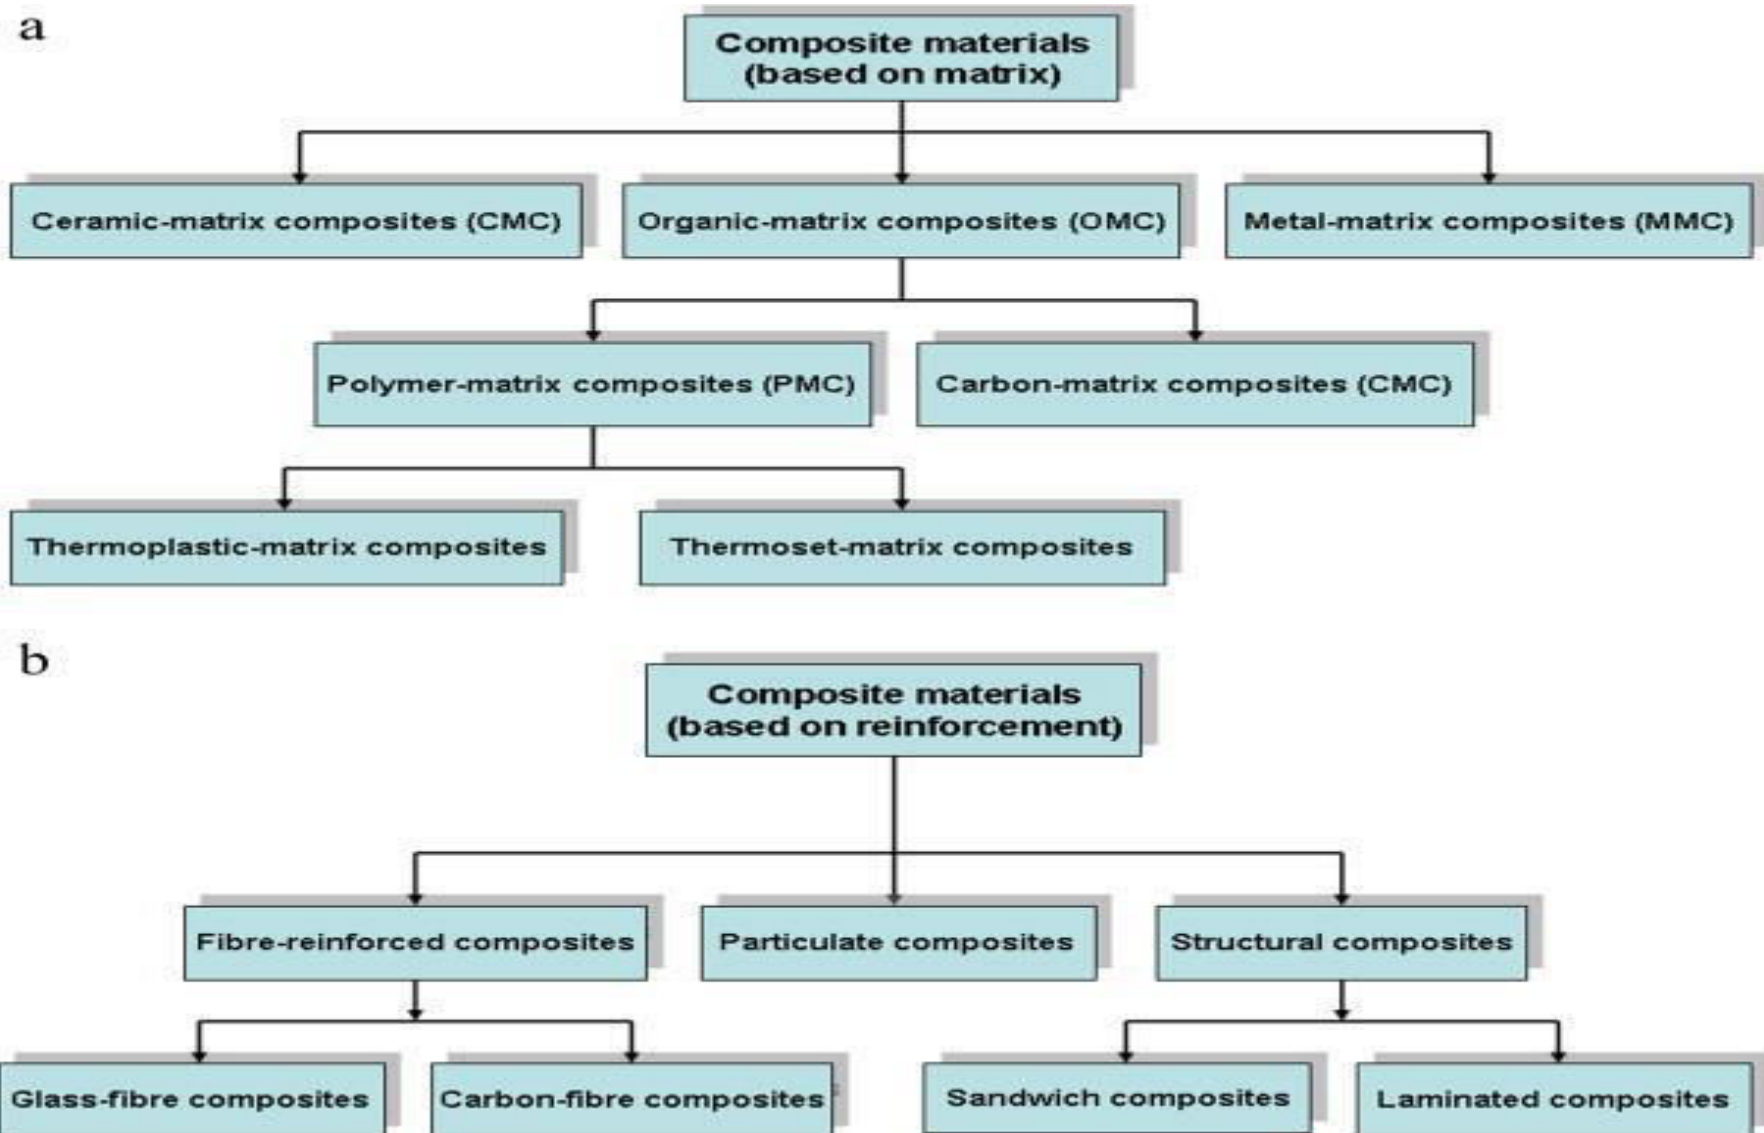 a
Composite materials
(based on matrix)
Ceramic-matrix composites (CMC)
Organic-matrix composites (OMC)
Metal-matrix composites (MMC)
Polymer-matrix composites (PMC)
Carbon-matrix composites (CMC)
Thermoplastic-matrix composites
Thermoset-matrix composites
b
Composite materials
(based on reinforcement)
Fibre-reinforced composites
Particulate composites
Structural composites
Glass-fibre composites
Carbon-fibre composites
Sandwich composites
Laminated composites